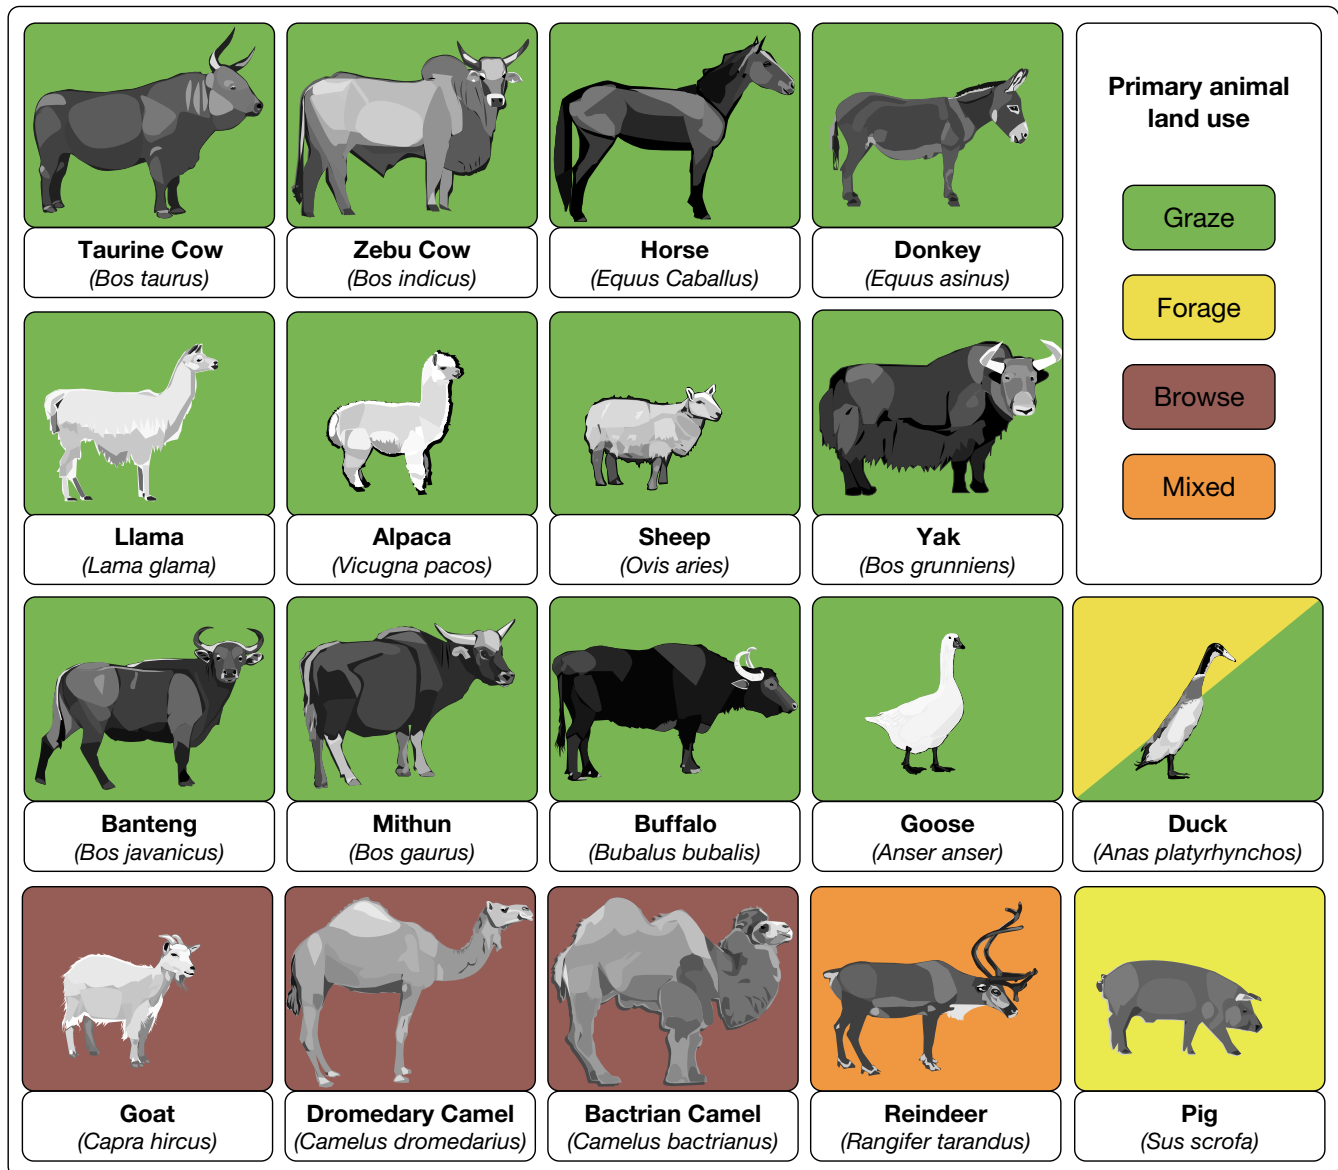 Taurine Cow
(Bos taurus)
Zebu Cow
(Bos indicus)
Horse
(Equus Caballus)
Donkey
(Equus asinus)
Primary animal
land use
Graze
Forage
Browse
Mixed
Llama
(Lama glama)
Alpaca
(Vicugna pacos)
Sheep
(Ovis aries)
Yak
(Bos grunniens)
Banteng
(Bos javanicus)
Mithun
(Bos gaurus)
Buffalo
(Bubalus bubalis)
Goose
(Anser anser)
Duck
(Anas platyrhynchos)
Goat
(Capra hircus)
Dromedary Camel
(Camelus dromedarius)
Bactrian Camel
(Camelus bactrianus)
Reindeer
(Rangifer tarandus)
Pig
(Sus scrofa)